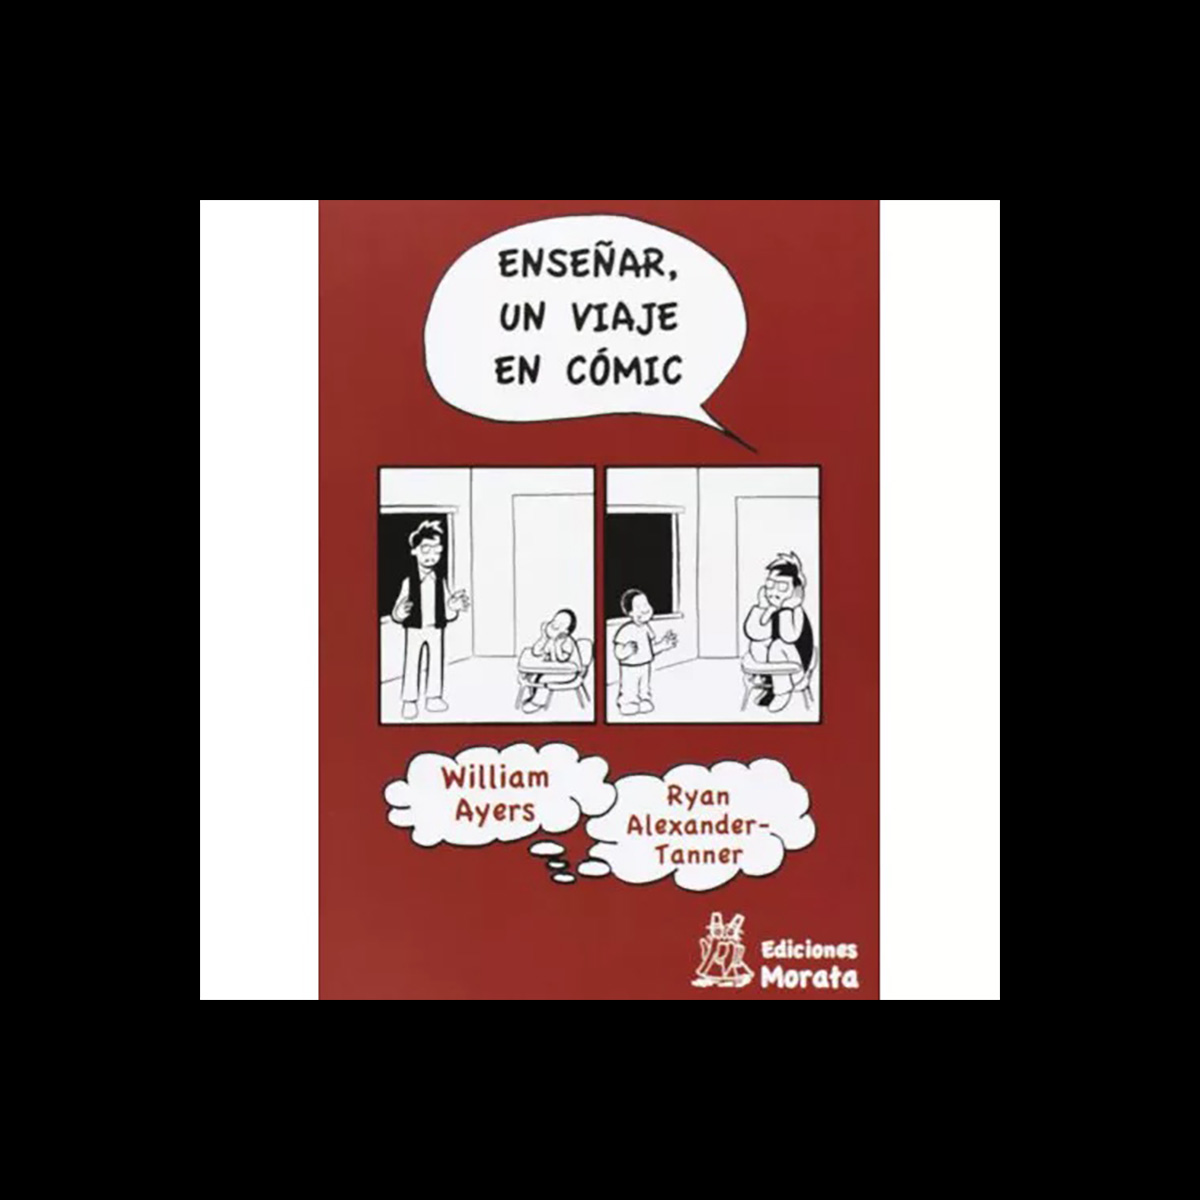 ENSEÑAR,
UN VIAJE
EN CÓMIC
William
Ayers
Ryan
Alexander-
Tanner
Ediciones
Morata